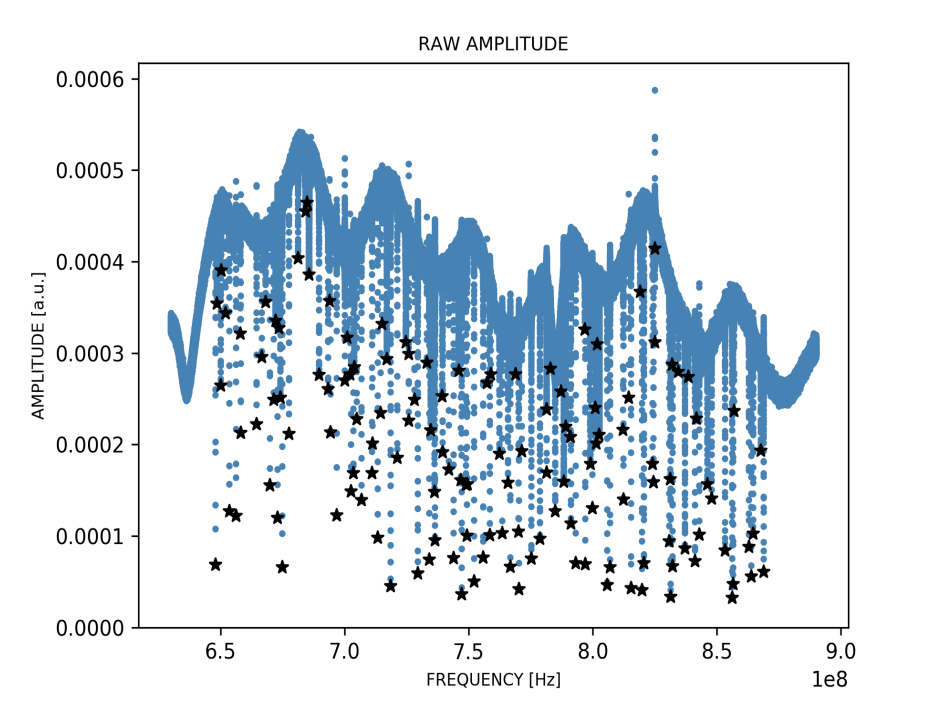 RAW AMPLITUDE
0.0006
0.0005
0.0004
0.0003
0.0002
0.0001
0.0000
AMPLITUDE [a.u.]
6.5 7.0 7.5 8.0 8.5 9.0
1e8
FREQUENCY [Hz]